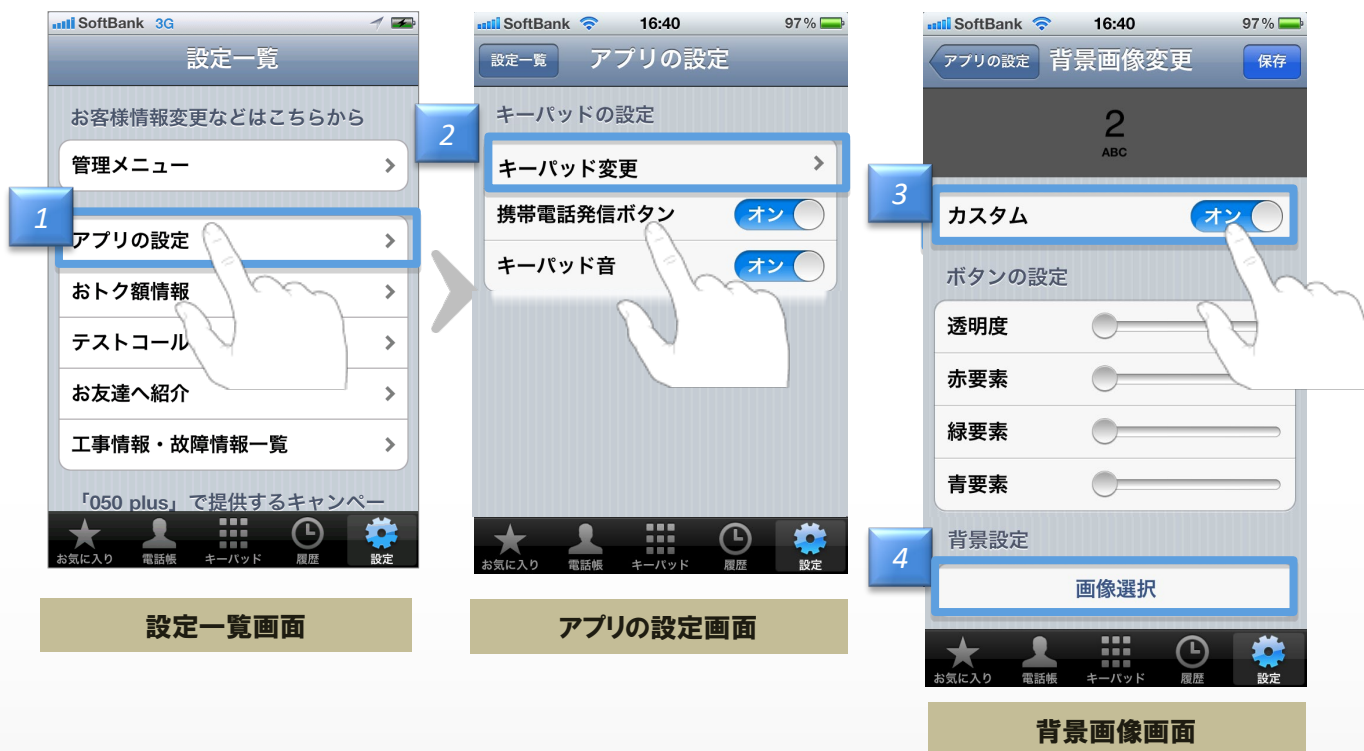 SoftBank 3G
設定一覧
お客様情報変更などはこちらから
管理メニュー
1
アプリの設定
おトク額情報
テストコール
お友達へ紹介
工事情報・故障情報一覧
「050 plus」で提供するキャンペー
お気に入り 電話帳 キーパッド 履歴 設定
設定一覧画面
SoftBank 16:40 97%
設定一覧 アプリの設定
キーパッドの設定
2
キーパッド変更
携帯電話発信ボタン オン
キーパッド音 オン
お気に入り 電話帳 キーパッド 履歴 設定
アプリの設定画面
SoftBank 16:40 97%
アプリの設定 背景画像変更 保存
2
ABC
3
カスタム オン
ボタンの設定
透明度
赤要素
緑要素
青要素
背景設定
4
画像選択
お気に入り 電話帳 キーパッド 履歴 設定
背景画像画面